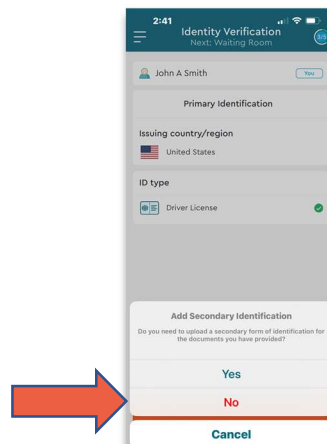 2:41
Identity Verification
Next: Waiting Room
3/5
John A Smith
You
Primary Identification
Issuing country/region
United States
ID type
Driver License
Add Secondary Identification
Do you need to upload a secondary form of identification for
the documents you have provided?
Yes
No
Cancel